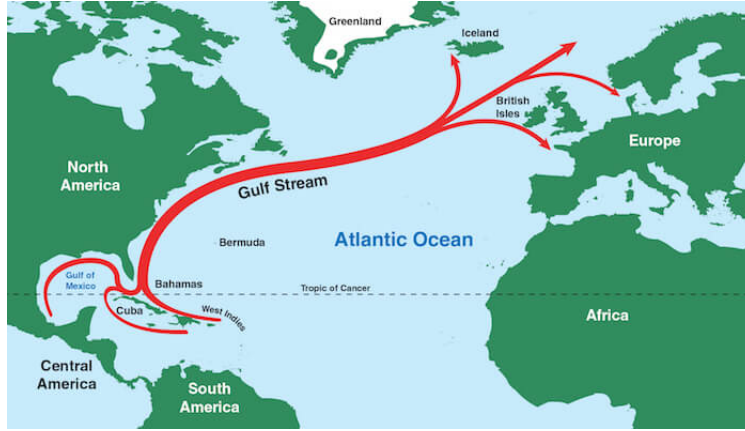 Greenland
Iceland
British
Isles
Europe
North
America
Gulf Stream
Bermuda
Atlantic Ocean
Gulf of
Mexico
Bahamas
Tropic of Cancer
Cuba
West Indies
Africa
Central
America
South
America